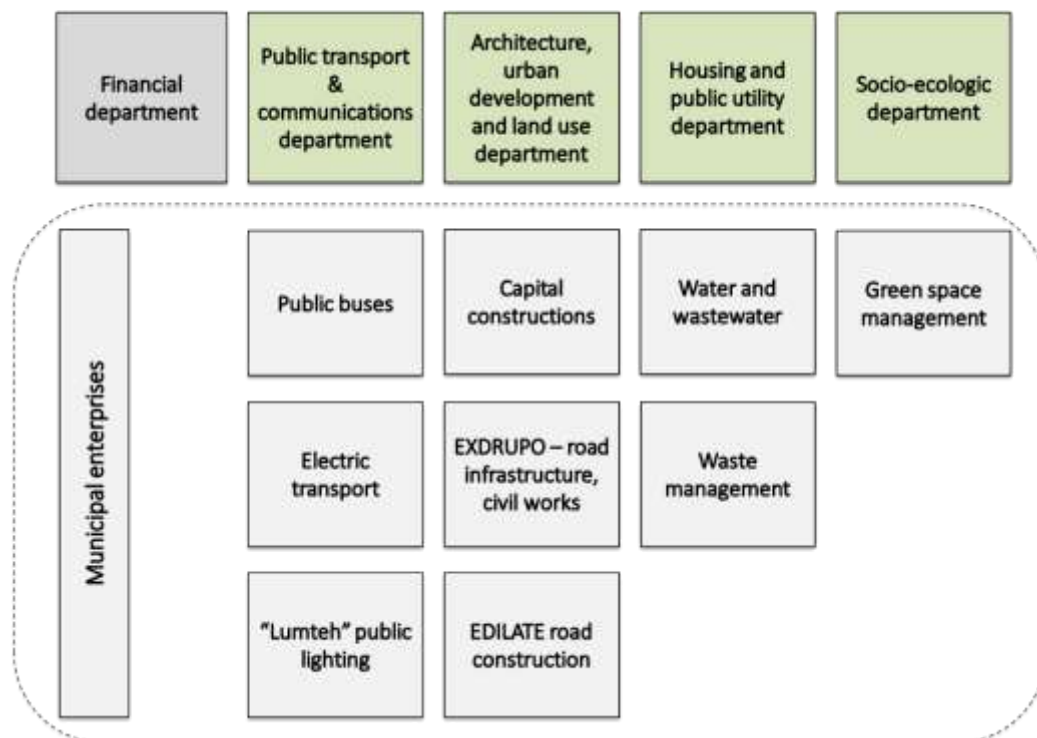 Financial
department
Public transport
&
communications
department
Architecture,
urban
development
and land use
department
Housing and
public utility
department
Socio-ecologic
department
Municipal enterprises
Public buses
Capital
constructions
Water and
wastewater
Green space
management
Electric
transport
EXDRUPO – road
infrastructure,
civil works
Waste
management
“Lumteh” public
lighting
EDILATE road
construction